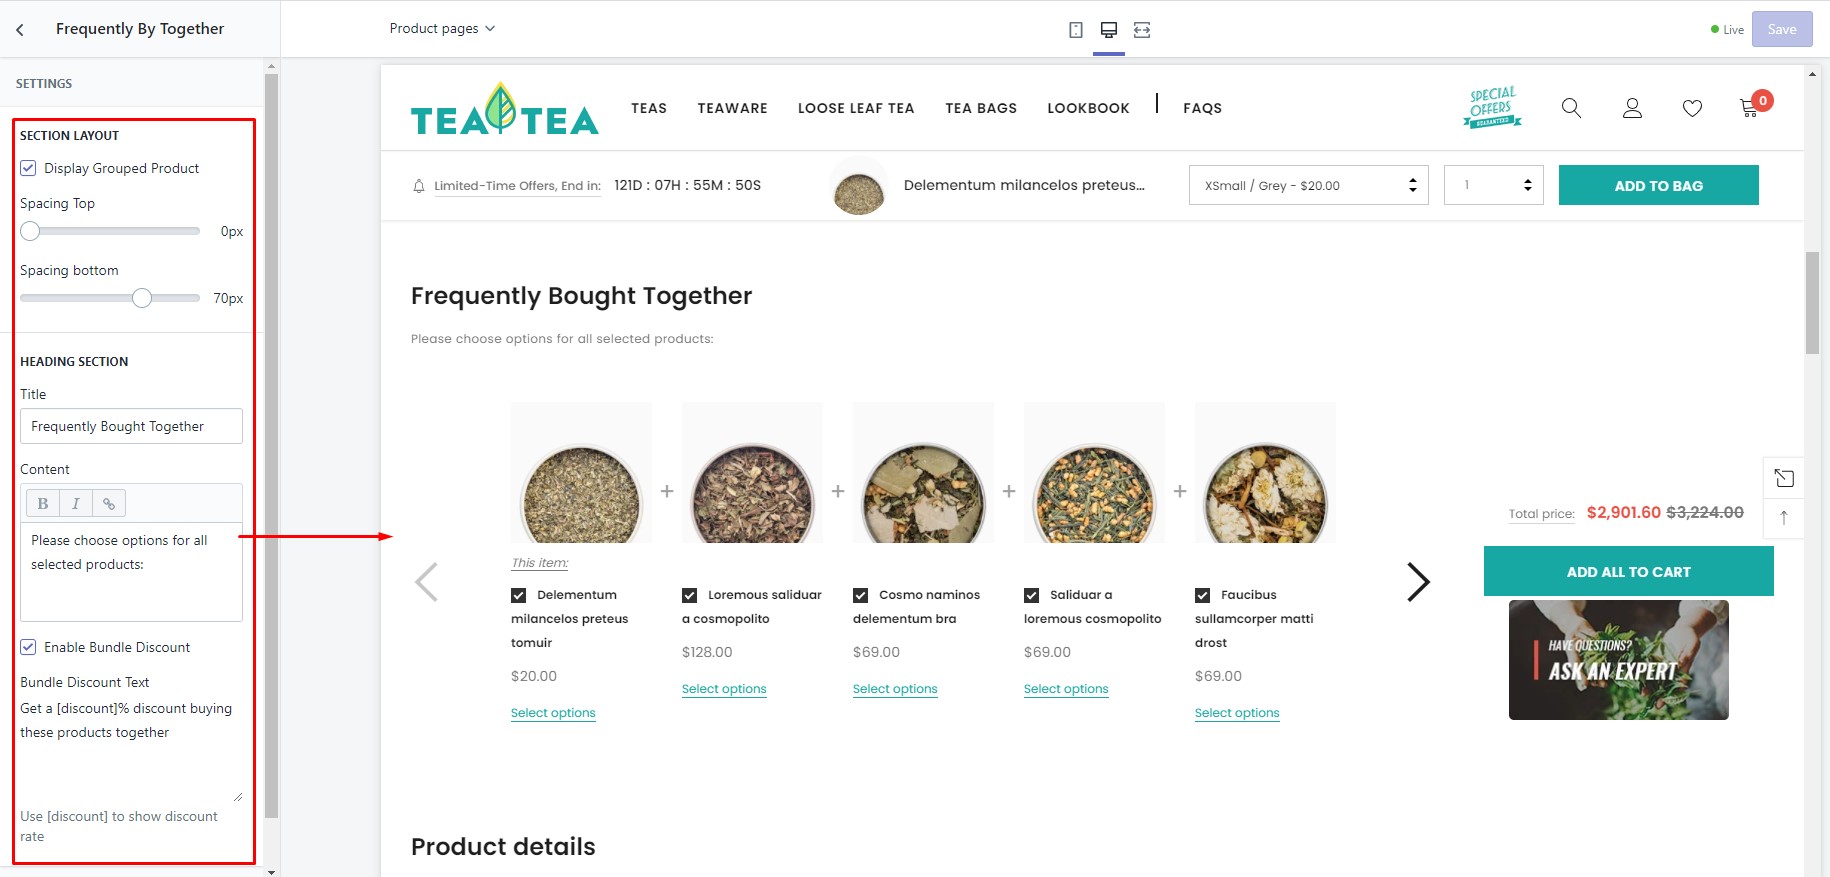 Frequently By Together
Product pages
Live
Save
SETTINGS
SECTION LAYOUT
Display Grouped Product
Spacing Top
0px
Spacing bottom
70px
HEADING SECTION
Title
Frequently Bought Together
Content
B I
Please choose options for all
selected products:
Enable Bundle Discount
Bundle Discount Text
Get a [discount]% discount buying
these products together
Use [discount] to show discount
rate
TEA TEA
TEAS TEAWARE LOOSE LEAF TEA TEA BAGS LOOKBOOK FAQS
SPECIAL
OFFERS
GUARANTEED
0
Limited-Time Offers, End in: 121D : 07H : 55M : 50S
Delementum milancelos preteus...
XSmall / Grey - $20.00
1
ADD TO BAG
Frequently Bought Together
Please choose options for all selected products:
+ + + +
This item:
Delementum
milancelos preteus
tomuir
$20.00
Select options
Loremous saliduar
a cosmopolito
$128.00
Select options
Cosmo naminos
delementum bra
$69.00
Select options
Saliduar a
loremous cosmopolito
$69.00
Select options
Faucibus
sullamcorper matti
drost
$69.00
Select options
Total price: $2,901.60 $3,224.00
ADD ALL TO CART
HAVE QUESTIONS?
ASK AN EXPERT
Product details